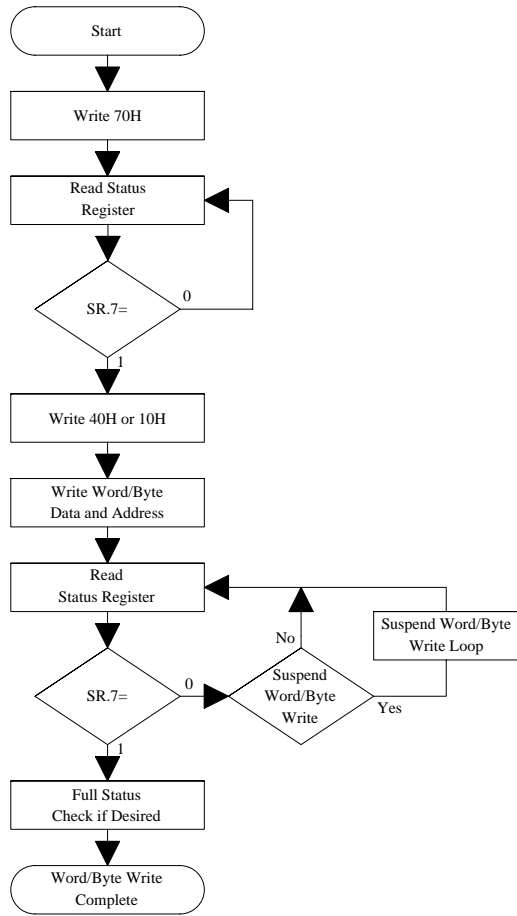 Start
Write 70H
Read Status
Register
SR.7=
0
1
Write 40H or 10H
Write Word/Byte
Data and Address
Read
Status Register
SR.7=
0
1
Suspend
Word/Byte
Write
No
Yes
Suspend Word/Byte
Write Loop
Full Status
Check if Desired
Word/Byte Write
Complete